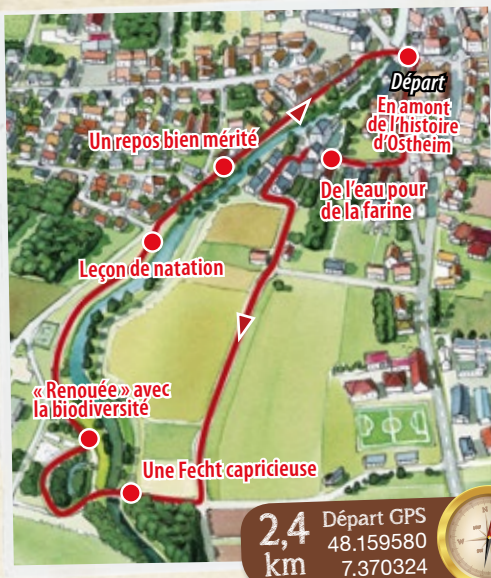 Départ
En amont
de l'histoire
d'Ostheim
Un repos bien mérité
De l'eau pour
de la farine
Leçon de natation
« Renouée » avec
la biodiversité
Une Fecht capricieuse
2,4
km
Départ GPS
48.159580
7.370324
N
W